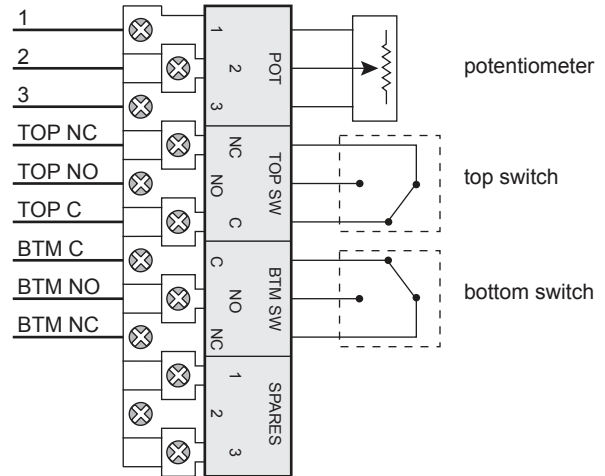 1
2
3
TOP NC
TOP NO
TOP C
BTM C
BTM NO
BTM NC
1
2
3
POT
NC
NO
C
TOP SW
C
NO
NC
BTM SW
1
2
3
SPARES
potentiometer
top switch
bottom switch